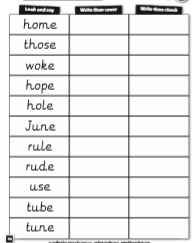 Look and say Write then cover Write then check
home
those
woke
hope
hole
June
rule
rude
use
tube
tune